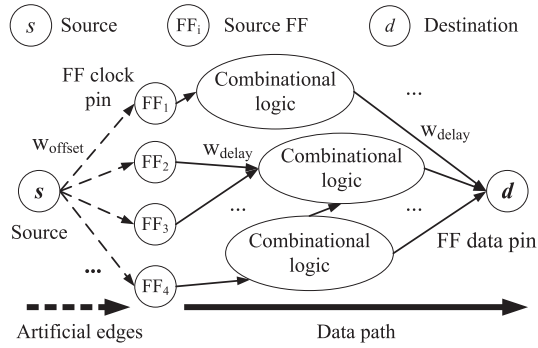 s Source FFi Source FF d Destination
FF clock
pin
Combinational
logic
...
FF1
woffset
wdelay
wdelay
FF2
Combinational
logic
s
d
Source
FF3
...
...
Combinational
logic
FF data pin
...
FF4
Artificial edges
Data path